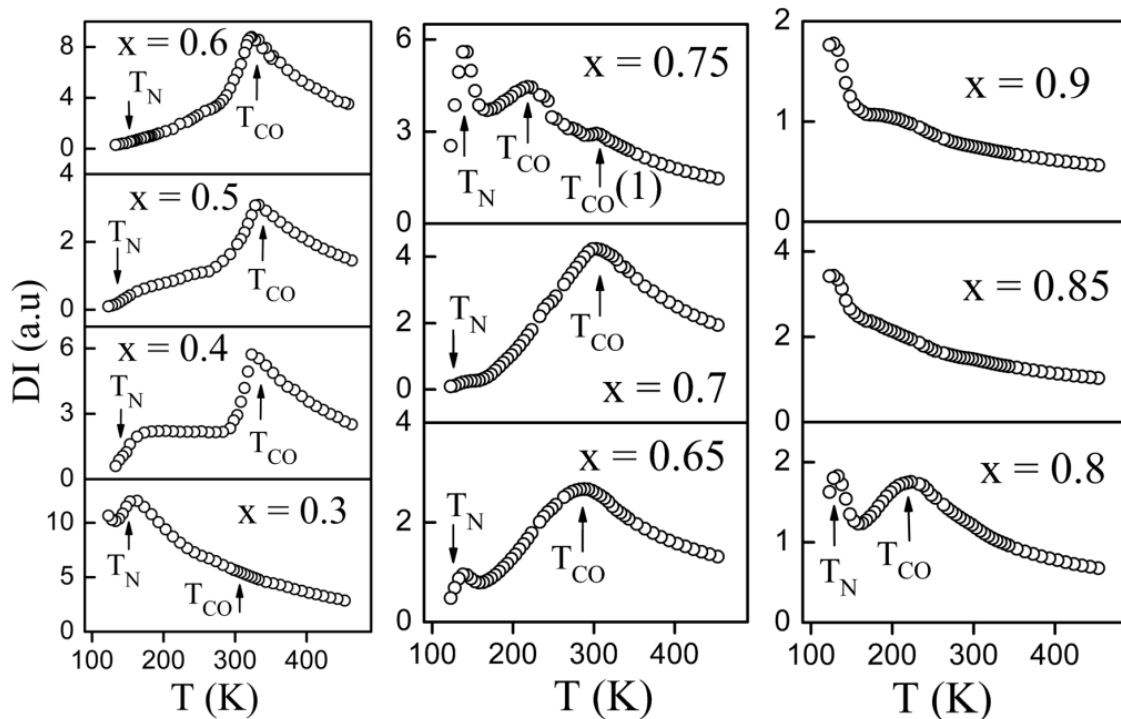 DI (a.u)
8
4
0
x = 0.6
T_N
T_CO
4
2
0
x = 0.5
T_N
T_CO
6
3
0
x = 0.4
T_N
T_CO
10
5
0
x = 0.3
T_N
T_CO
100 200 300 400
T (K)
6
3
0
x = 0.75
T_CO
T_N
T_CO(1)
4
2
0
T_N
T_CO
x = 0.7
4
2
0
x = 0.65
T_N
T_CO
100 200 300 400
T (K)
2
1
0
x = 0.9
4
2
0
x = 0.85
2
1
0
x = 0.8
T_N
T_CO
100 200 300 400
T (K)